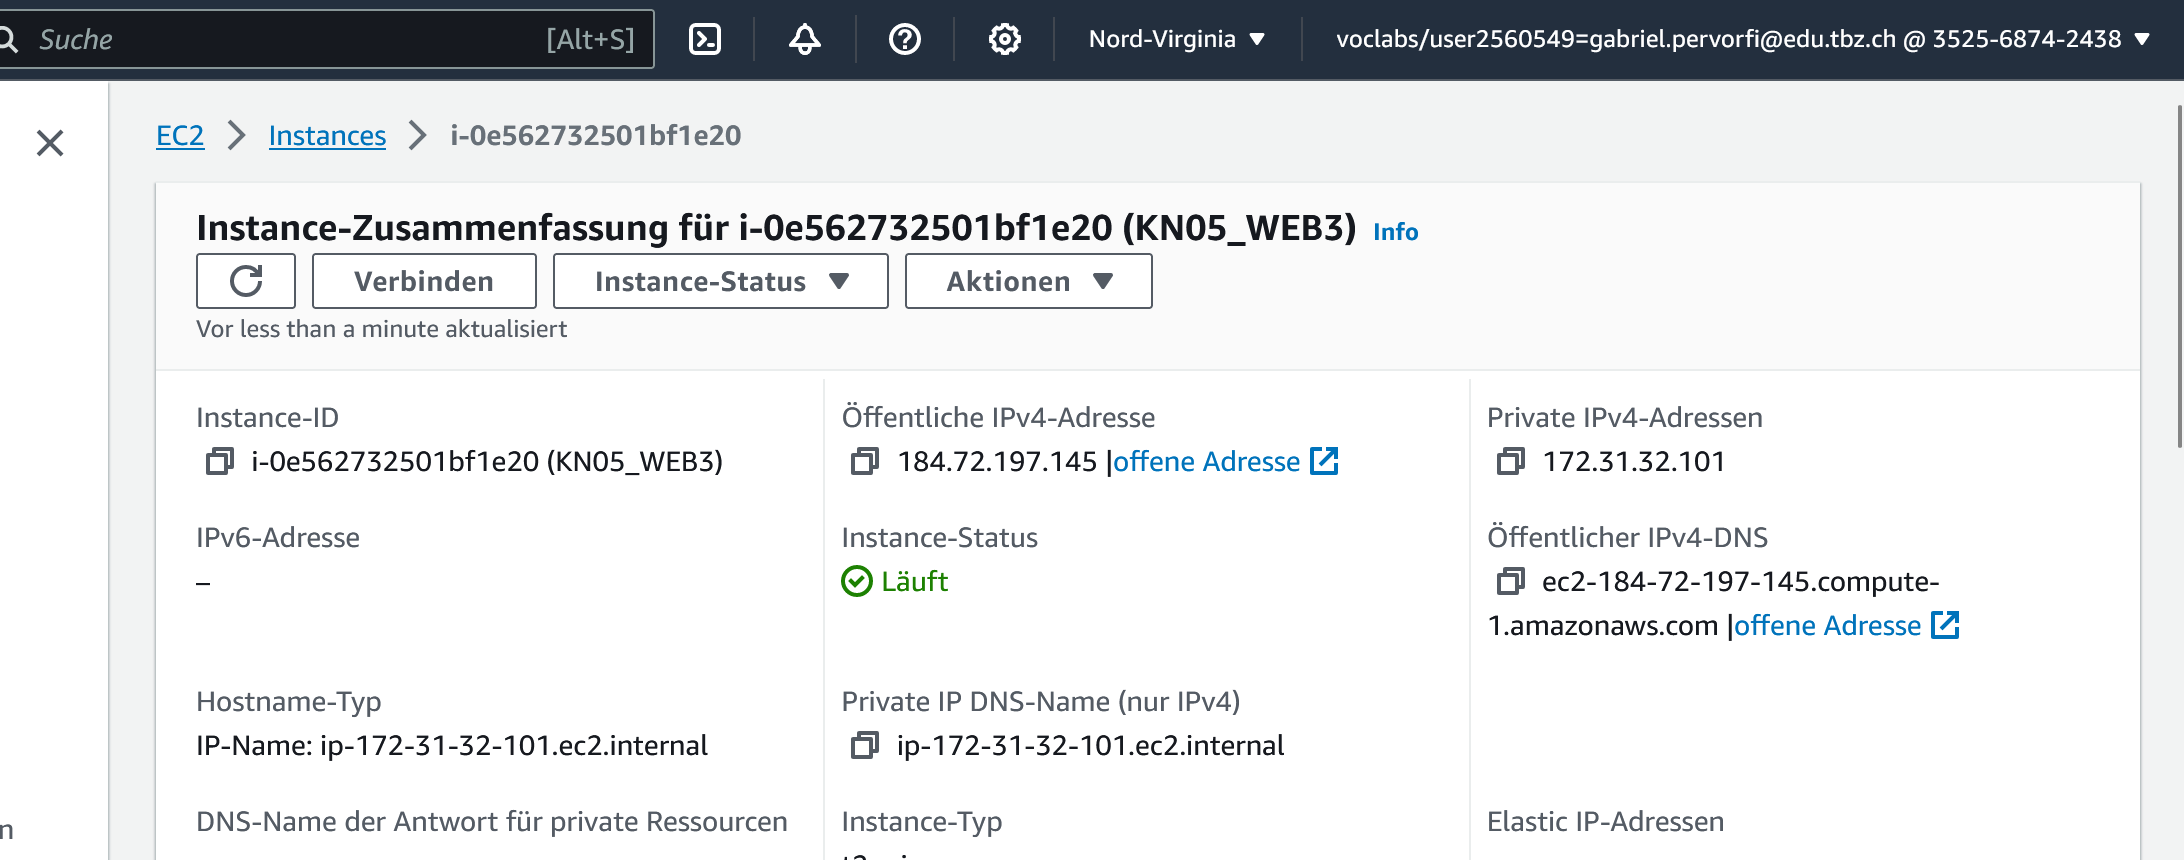 Suche [Alt+S] Nord-Virginia voclabs/user2560549=gabriel.pervorfi@edu.tbz.ch @ 3525-6874-2438
EC2 Instances i-0e562732501bf1e20
Instance-Zusammenfassung für i-0e562732501bf1e20 (KN05_WEB3) Info
Verbinden Instance-Status Aktionen
Vor less than a minute aktualisiert
Instance-ID
i-0e562732501bf1e20 (KN05_WEB3)
Öffentliche IPv4-Adresse
184.72.197.145 |offene Adresse
Private IPv4-Adressen
172.31.32.101
IPv6-Adresse
–
Instance-Status
Läuft
Öffentlicher IPv4-DNS
ec2-184-72-197-145.compute-
1.amazonaws.com |offene Adresse
Hostname-Typ
IP-Name: ip-172-31-32-101.ec2.internal
Private IP DNS-Name (nur IPv4)
ip-172-31-32-101.ec2.internal
DNS-Name der Antwort für private Ressourcen
Instance-Typ
Elastic IP-Adressen